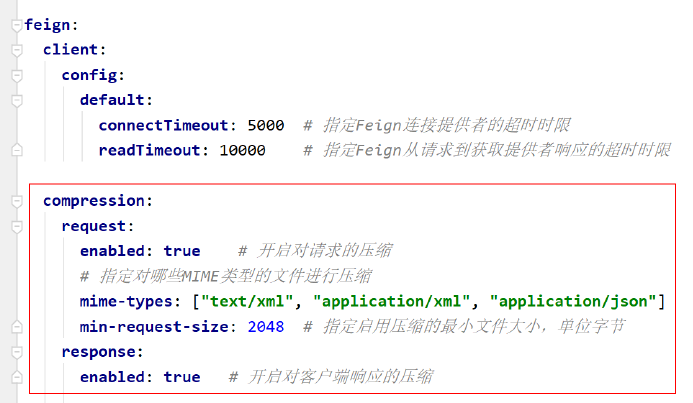 feign:
client:
config:
default:
connectTimeout: 5000 # 指定Feign连接提供者的超时时限
readTimeout: 10000 # 指定Feign从请求到获取提供者响应的超时时限
compression:
request:
enabled: true # 开启对请求的压缩
# 指定对哪些MIME类型的文件进行压缩
mime-types: ["text/xml", "application/xml", "application/json"]
min-request-size: 2048 # 指定启用压缩的最小文件大小，单位字节
response:
enabled: true # 开启对客户端响应的压缩